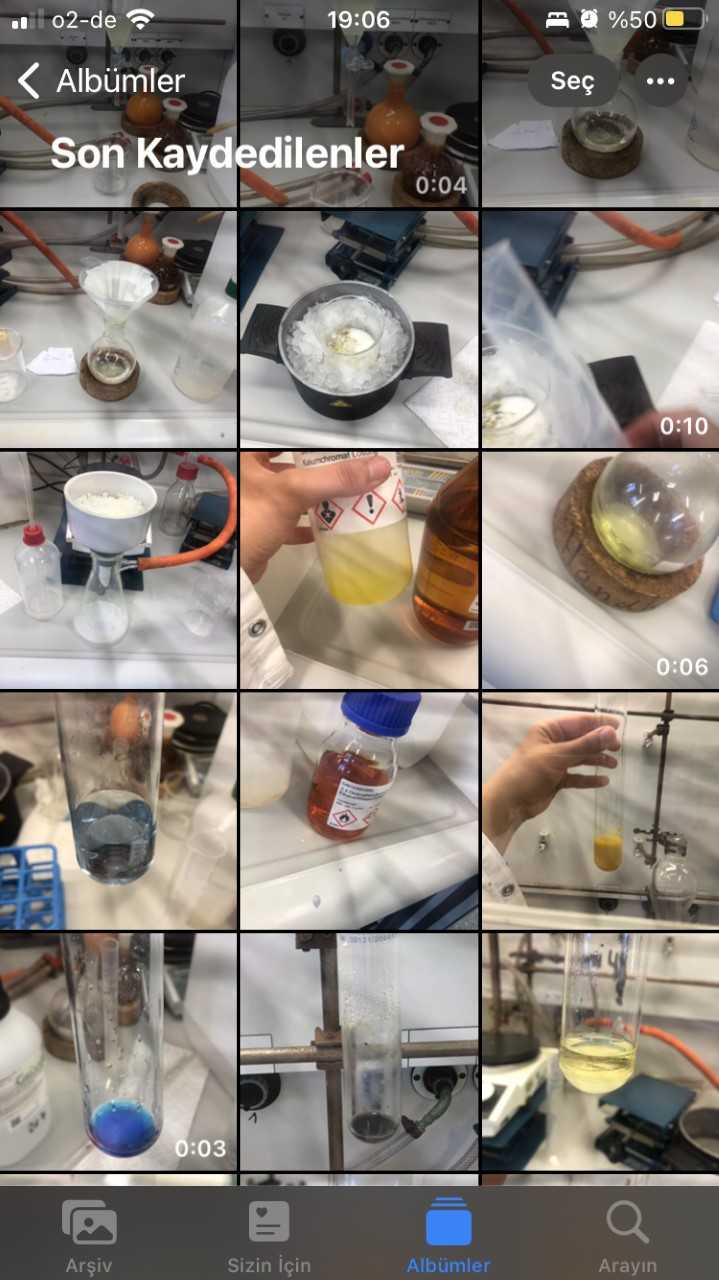 o2-de 19:06 %50
Albümler Seç
Son Kaydedilenler
0:04
0:10
0:06
0:03
1
Arşiv Sizin İçin Albümler Arayın